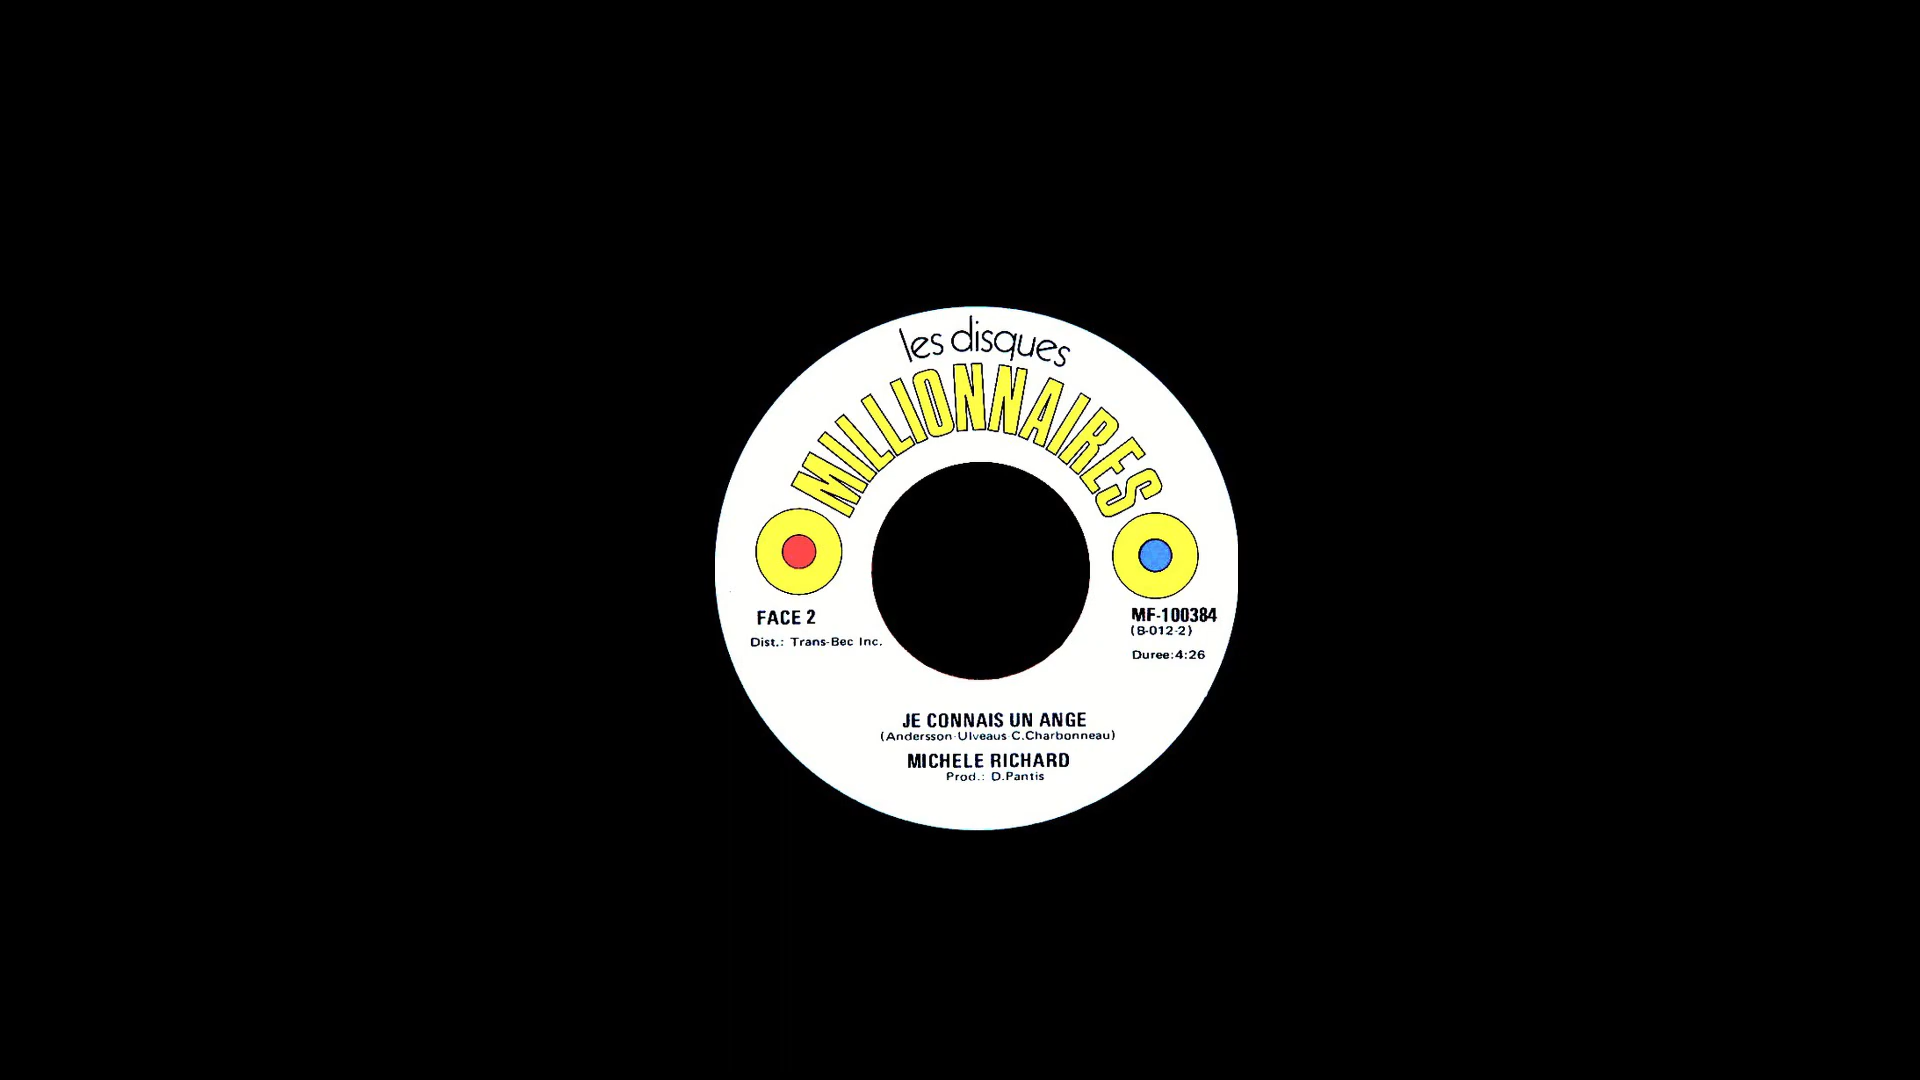 les disques
MILLIONNAIRES
FACE 2
Dist.: Trans-Bec Inc.
MF-100384
(B-012-2)
Duree:4:26
JE CONNAIS UN ANGE
(Andersson-Ulveaus-C.Charbonneau)
MICHELE RICHARD
Prod.: D.Pantis